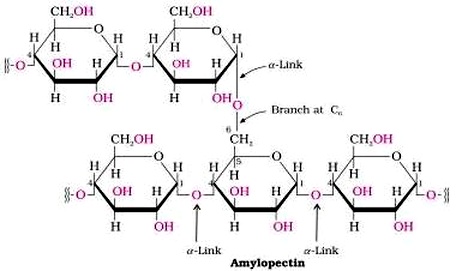 CH₂OH CH₂OH
H O H H O H
H H
4 1 4 1
O OH H O OH H
α-Link
H OH H OH
O
Branch at C₆
6
CH₂OH CH₂ CH₂OH
H O H H 5 O H H O H
H H H
4 1 4 1 4 1
O OH H O OH H O OH H O
H OH H OH H OH
α-Link α-Link
Amylopectin